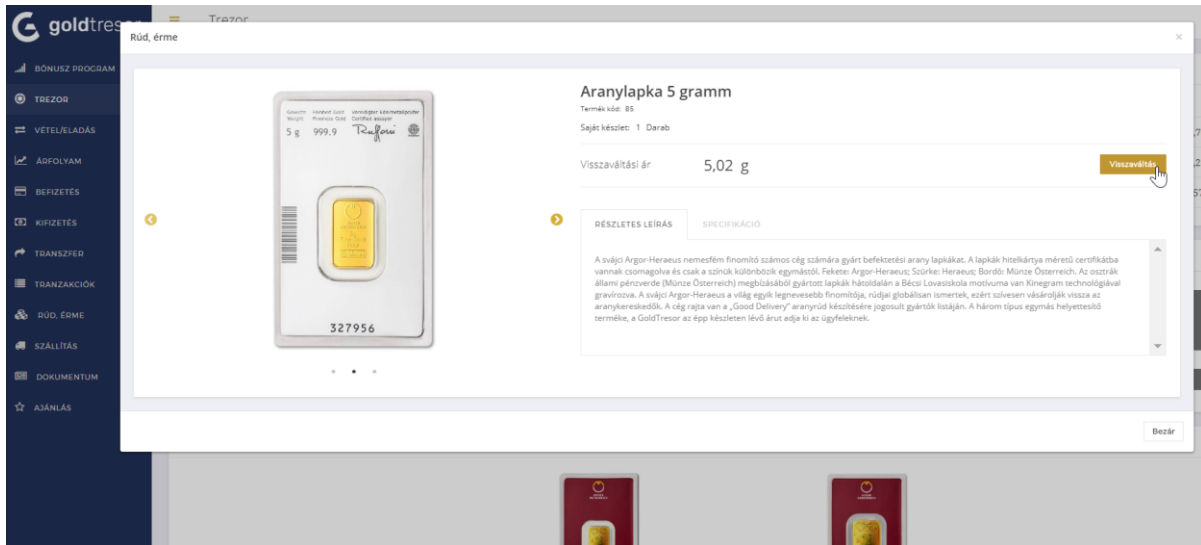 goldtres
Trezor
Rúd, érme
×
BÓNUSZ PROGRAM
TREZOR
VÉTEL/ELADÁS
ÁRFOLYAM
BEFIZETÉS
KIFIZETÉS
TRANSZFER
TRANZAKCIÓK
RÚD, ÉRME
SZÁLLÍTÁS
DOKUMENTUM
AJÁNLÁS
5 g 999.9
327956
Aranylapka 5 gramm
Termék kód: 85
Saját készlet: 1 Darab
Visszaváltási ár 5,02 g
Visszaváltás
RÉSZLETES LEÍRÁS SPECIFIKÁCIÓ
A svájci Argor-Heraeus nemesfém finomító számos cég számára gyárt befektetési arany lapkákat. A lapkák hitelkártya méretű certifikátba
vannak csomagolva és csak a színük különbözik egymástól. Fekete: Argor-Heraeus; Szürke: Heraeus; Bordó: Münze Österreich. Az osztrák
állami pénzverde (Münze Österreich) megbízásából gyártott lapkák hátoldalán a Bécsi Lovasiskola motívuma van Kinegram technológiával
gravírozva. A svájci Argor-Heraeus a világ egyik legnevesebb finomítója, rúdjai globálisan ismertek, ezért szívesen vásárolják vissza az
aranykereskedők. A cég rajta van a „Good Delivery” aranyrúd készítésére jogosult gyártók listáján. A három típus egymás helyettesítő
terméke, a GoldTresor az épp készleten lévő árut adja ki az ügyfeleknek.
Bezár